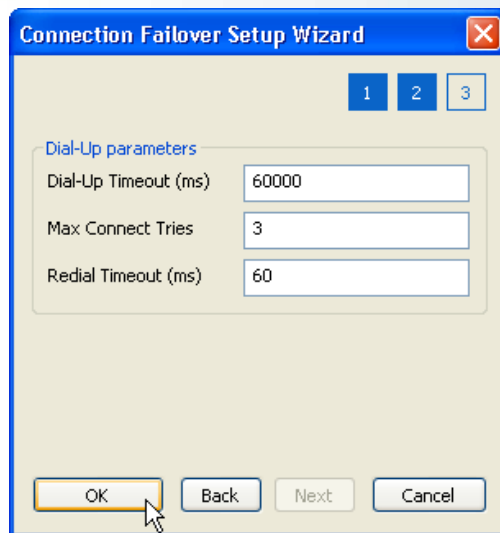 Connection Failover Setup Wizard
1 2 3
Dial-Up parameters
Dial-Up Timeout (ms) 60000
Max Connect Tries 3
Redial Timeout (ms) 60
OK Back Next Cancel